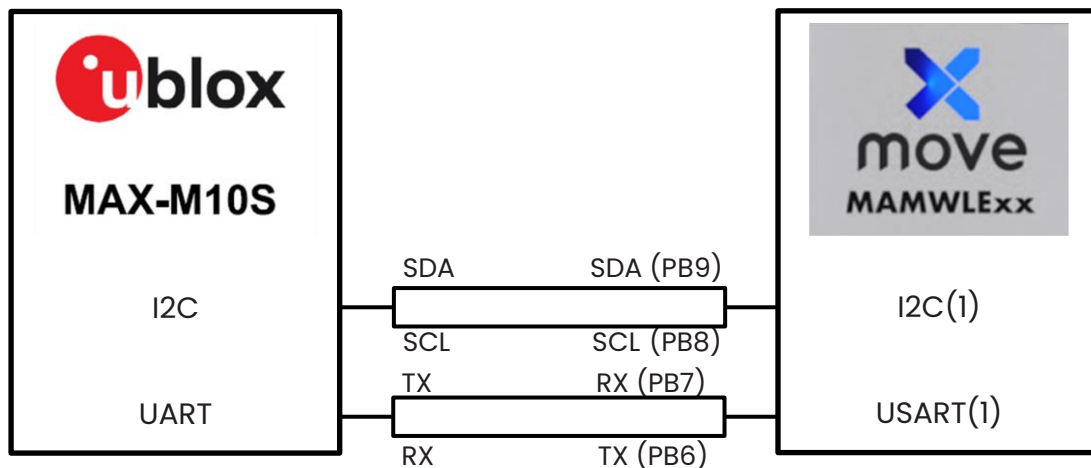 ublox
MAX-M10S
move
MAMWLExx
SDA SDA (PB9)
I2C I2C(1)
SCL SCL (PB8)
TX RX (PB7)
UART USART(1)
RX TX (PB6)